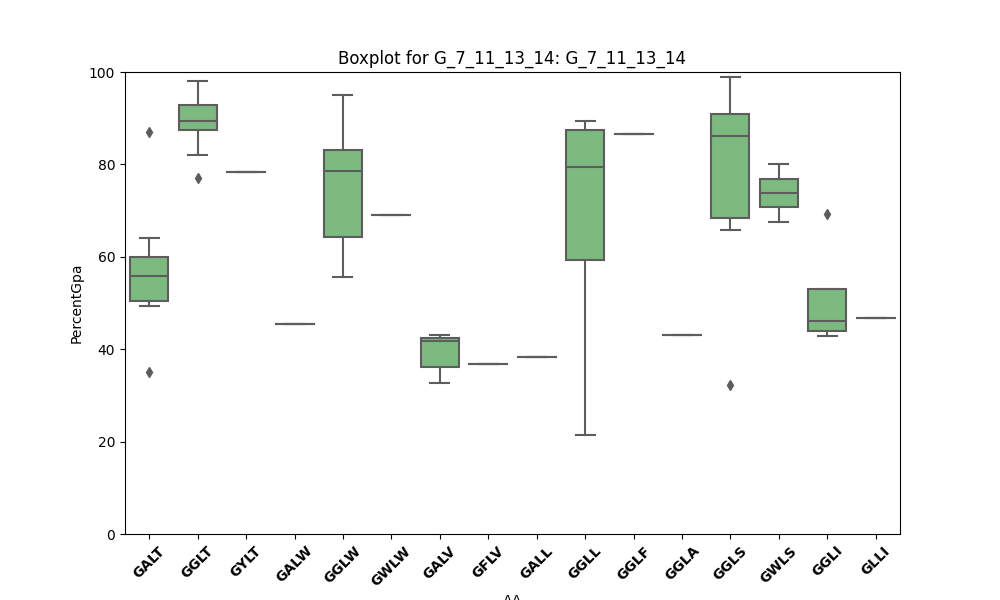 Boxplot for G_7_11_13_14: G_7_11_13_14
100
80
60
40
20
0
PercentGpa
GALT GGLT GYLT GALW GGLW GWLW GALV GFLV GALL GGLL GGLF GGLA GGLS GWLS GGLI GLLI
AA